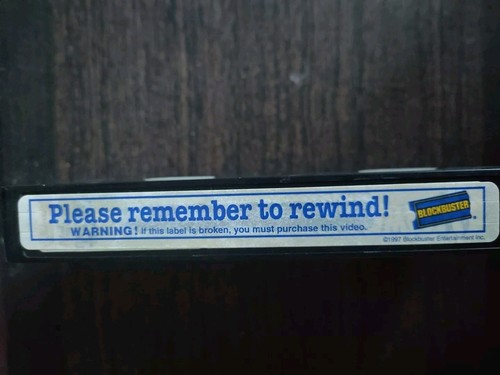 Please remember to rewind!
WARNING! If this label is broken, you must purchase this video.
BLOCKBUSTER®
©1997 Blockbuster Entertainment Inc.